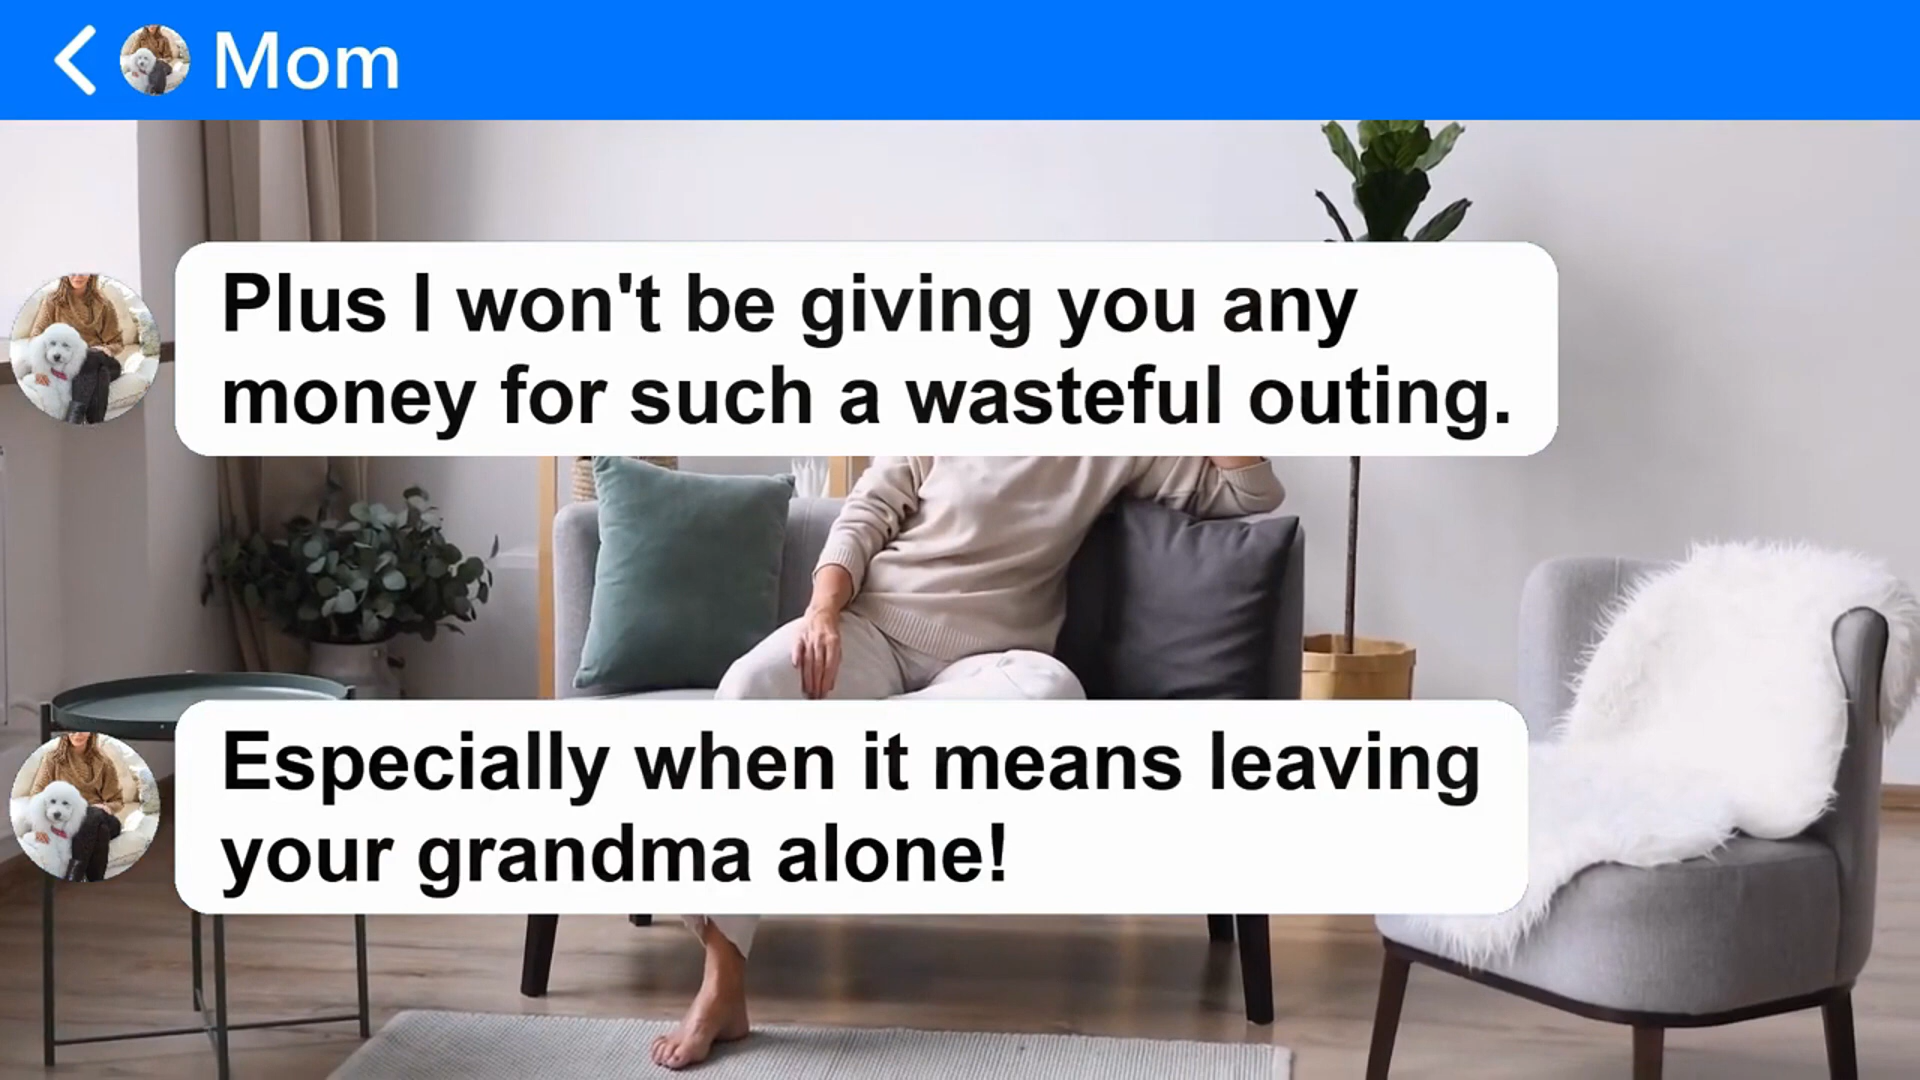 Mom
Plus I won't be giving you any
money for such a wasteful outing.
Especially when it means leaving
your grandma alone!